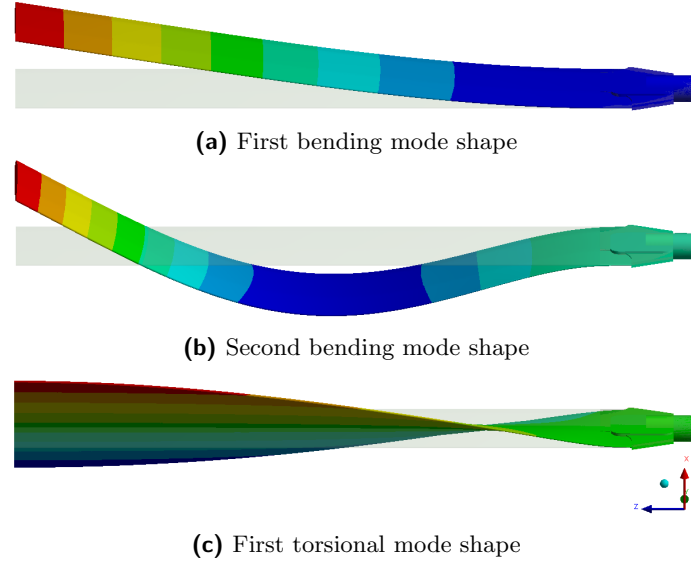 (a) First bending mode shape
(b) Second bending mode shape
(c) First torsional mode shape
x
z